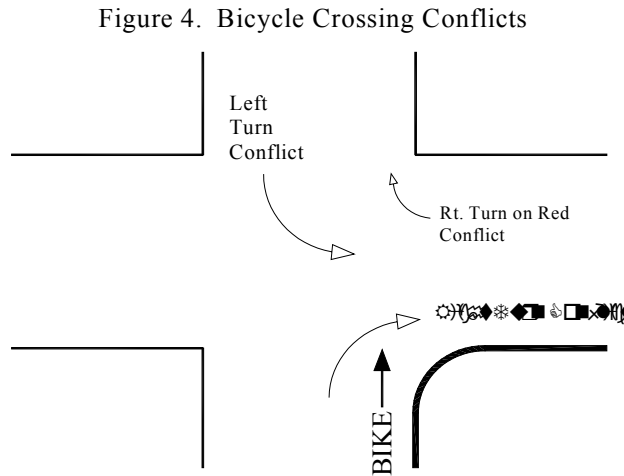 Figure 4.  Bicycle Crossing Conflicts
Left
Turn
Conflict
Rt. Turn on Red
Conflict
BIKE